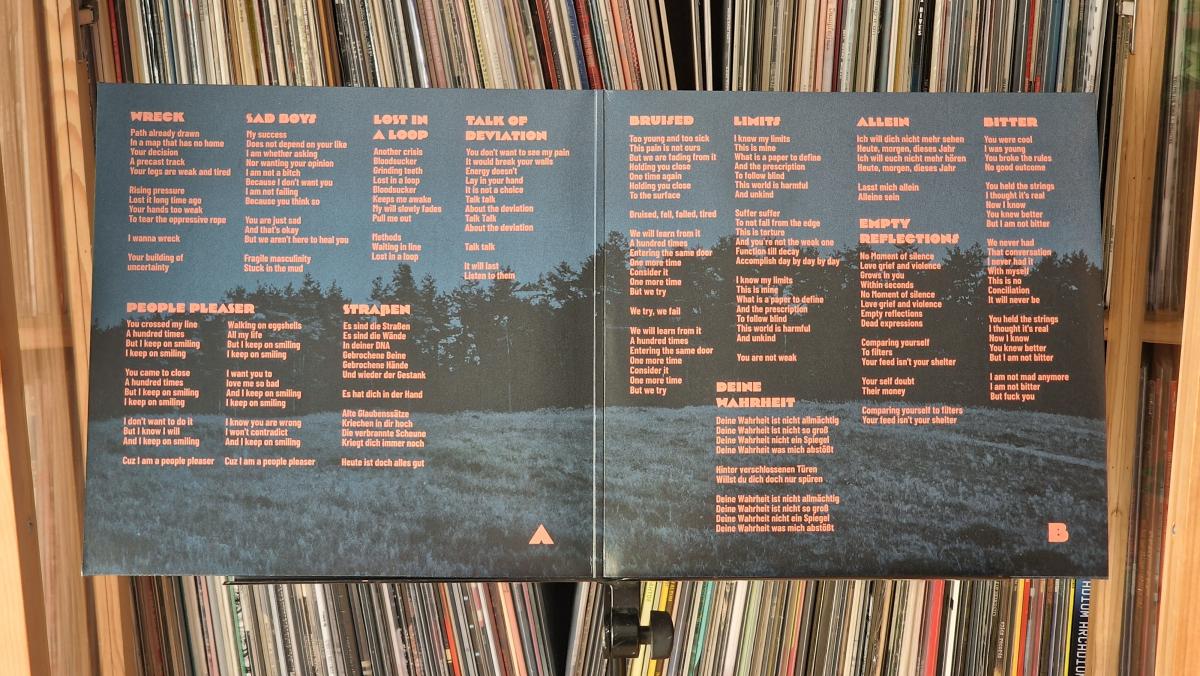 WRECK
Path already drawn
In a map that has no home
Your decision
A precast track
Your legs are weak and tired
Rising pressure
Lost it long time ago
Your hands too weak
To tear the oppressive rope
I wanna wreck
Your building of
uncertainty
SAD BOYS
My success
Does not depend on your like
I am whether asking
Nor wanting your opinion
I am not a bitch
Because I don't want you
I am not failing
Because you think so
You are just sad
And that's okay
But we aren't here to heal you
Fragile masculinity
Stuck in the mud
LOST IN
A LOOP
Another crisis
Bloodsucker
Grinding teeth
Lost in a loop
Bloodsucker
Keeps me awake
My will slowly fades
Pull me out
Methods
Waiting in line
Lost in a loop
TALK OF
DEVIATION
You don't want to see my pain
It would break your walls
Energy doesn't
Lay in your hand
It is not a choice
Talk talk
About the deviation
Talk Talk
About the deviation
Talk talk
It will last
Listen to them
PEOPLE PLEASER
You crossed my line
A hundred times
But I keep on smiling
I keep on smiling
You came to close
A hundred times
But I keep on smiling
I keep on smiling
I don't want to do it
But I know I will
And I keep on smiling
Cuz I am a people pleaser
Walking on eggshells
All my life
But I keep on smiling
I keep on smiling
I want you to
love me so bad
And I keep on smiling
I keep on smiling
I know you are wrong
I won't contradict
And I keep on smiling
Cuz I am a people pleaser
STRAßEN
Es sind die Straßen
Es sind die Wände
In deiner DNA
Gebrochene Beine
Gebrochene Hände
Und wieder der Gestank
Es hat dich in der Hand
Alte Glaubenssätze
Kriechen in dir hoch
Die verbrannte Scheune
Kriegt dich immer noch
Heute ist doch alles gut
A
BRUISED
Too young and too sick
This pain is not ours
But we are fading from it
Holding you close
One time again
Holding you close
To the surface
Bruised, fall, failed, tired
We will learn from it
A hundred times
Entering the same door
One more time
Consider it
One more time
But we try
We try, we fail
We will learn from it
A hundred times
Entering the same door
One more time
Consider it
One more time
But we try
LIMITS
I know my limits
This is mine
What is a paper to define
And the prescription
To follow blind
This world is harmful
And unkind
Suffer suffer
To not fall from the edge
This is torture
And you're not the weak one
Function till decay
Accomplish day by day by day
I know my limits
This is mine
What is a paper to define
And the prescription
To follow blind
This world is harmful
And unkind
You are not weak
DEINE
WAHRHEIT
Deine Wahrheit ist nicht allmächtig
Deine Wahrheit ist nicht so groß
Deine Wahrheit nicht ein Spiegel
Deine Wahrheit was mich abstößt
Hinter verschlossenen Türen
Willst du dich doch nur spüren
Deine Wahrheit ist nicht allmächtig
Deine Wahrheit ist nicht so groß
Deine Wahrheit nicht ein Spiegel
Deine Wahrheit was mich abstößt
ALLEIN
Ich will dich nicht mehr sehen
Heute, morgen, dieses Jahr
Ich will euch nicht mehr hören
Heute, morgen, dieses Jahr
Lasst mich allein
Alleine sein
EMPTY
REFLECTIONS
No Moment of silence
Love grief and violence
Grows in you
Within seconds
No Moment of silence
Love grief and violence
Empty reflections
Dead expressions
Comparing yourself
To filters
Your feed isn't your shelter
Your self doubt
Their money
Comparing yourself to filters
Your feed isn't your shelter
BITTER
You were cool
I was young
You broke the rules
No good outcome
You held the strings
I thought it's real
Now I know
You knew better
But I am not bitter
We never had
That conversation
I never had it
With myself
This is no
Conciliation
It will never be
You held the strings
I thought it's real
Now I know
You knew better
But I am not bitter
I am not mad anymore
I am not bitter
But fuck you
B